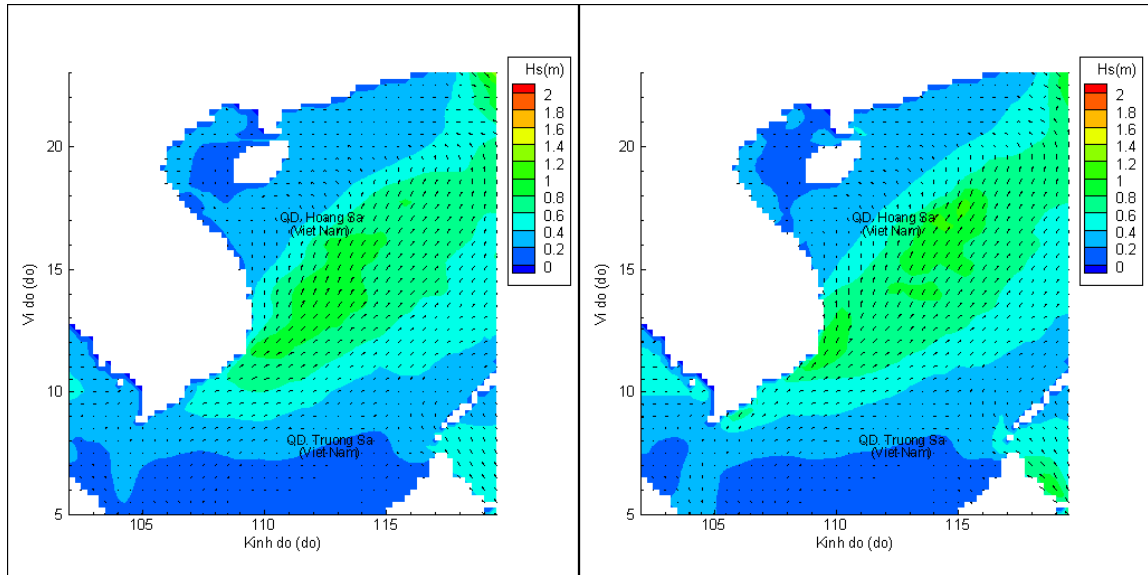 Hs(m)
2
1.8
1.6
1.4
1.2
1
0.8
0.6
0.4
0.2
0
20
15
10
5
Vi do (do)
QD. Hoang Sa
(Viet Nam)
QD. Truong Sa
(Viet Nam)
105
110
115
Kinh do (do)
Hs(m)
2
1.8
1.6
1.4
1.2
1
0.8
0.6
0.4
0.2
0
20
15
10
5
Vi do (do)
QD. Hoang Sa
(Viet Nam)
QD. Truong Sa
(Viet Nam)
105
110
115
Kinh do (do)